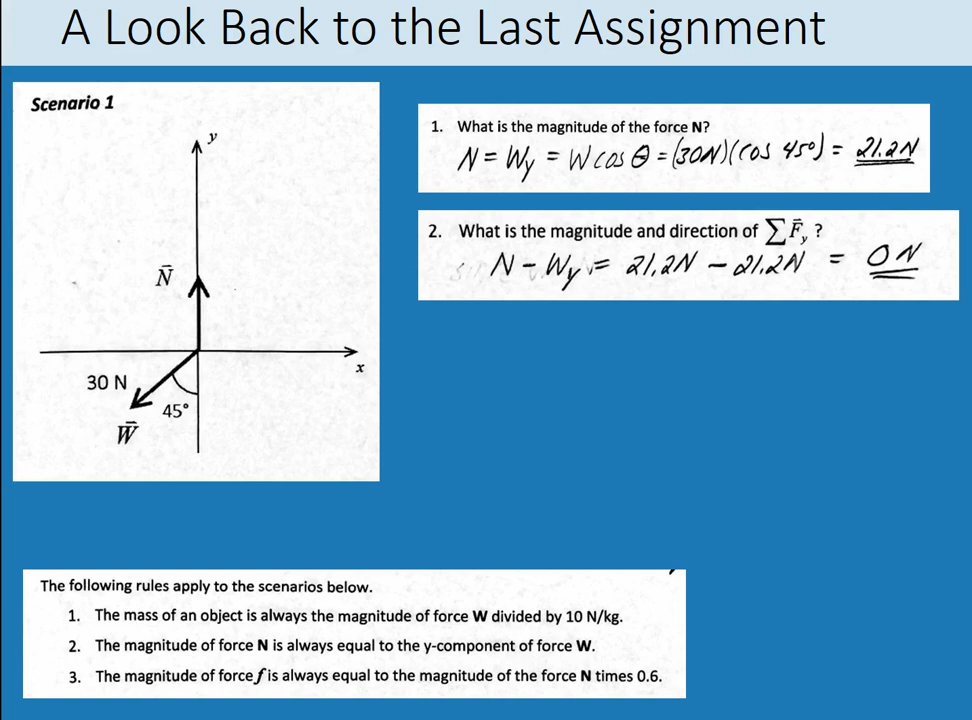 A Look Back to the Last Assignment
Scenario 1
y
N̄
x
30 N
45°
W̄
1. What is the magnitude of the force N?
N = Wy = W cos θ = (30N)(cos 45°) = 21.2N
2. What is the magnitude and direction of ∑F̄y ?
N - Wy = 21.2N - 21.2N = 0N
The following rules apply to the scenarios below.
1. The mass of an object is always the magnitude of force W divided by 10 N/kg.
2. The magnitude of force N is always equal to the y-component of force W.
3. The magnitude of force f is always equal to the magnitude of the force N times 0.6.